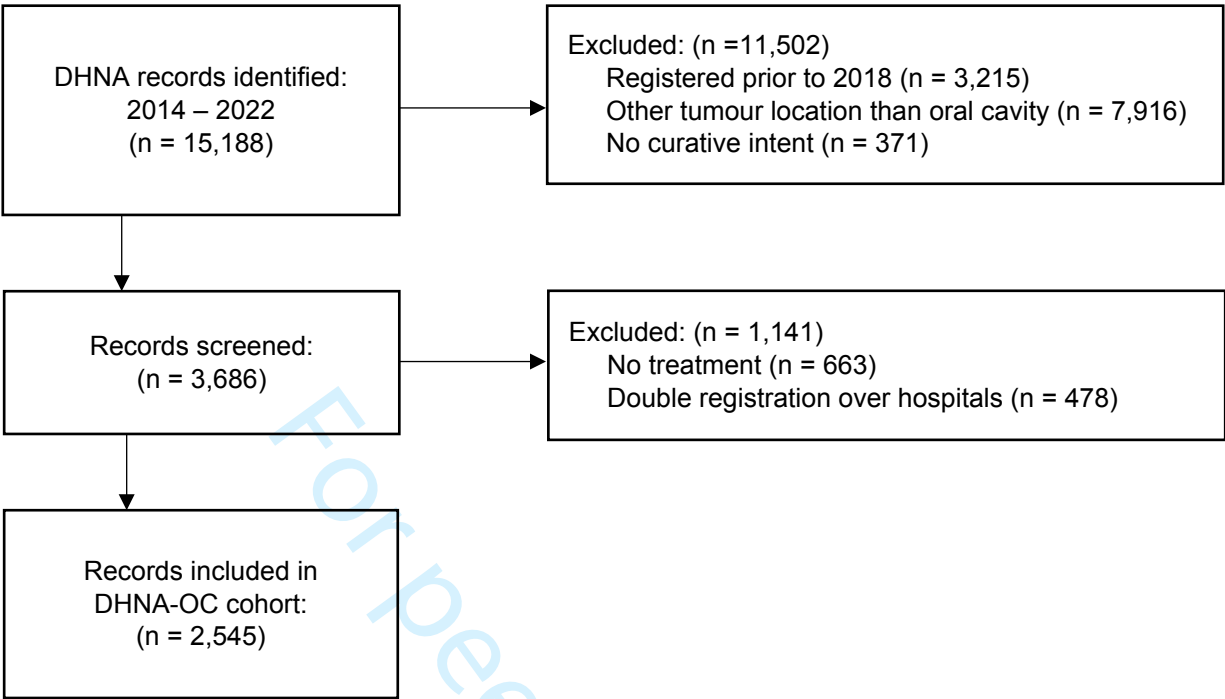 DHNA records identified:
2014 – 2022
(n = 15,188)
Excluded: (n =11,502)
Registered prior to 2018 (n = 3,215)
Other tumour location than oral cavity (n = 7,916)
No curative intent (n = 371)
Records screened:
(n = 3,686)
Excluded: (n = 1,141)
No treatment (n = 663)
Double registration over hospitals (n = 478)
Records included in
DHNA-OC cohort:
(n = 2,545)
For pee